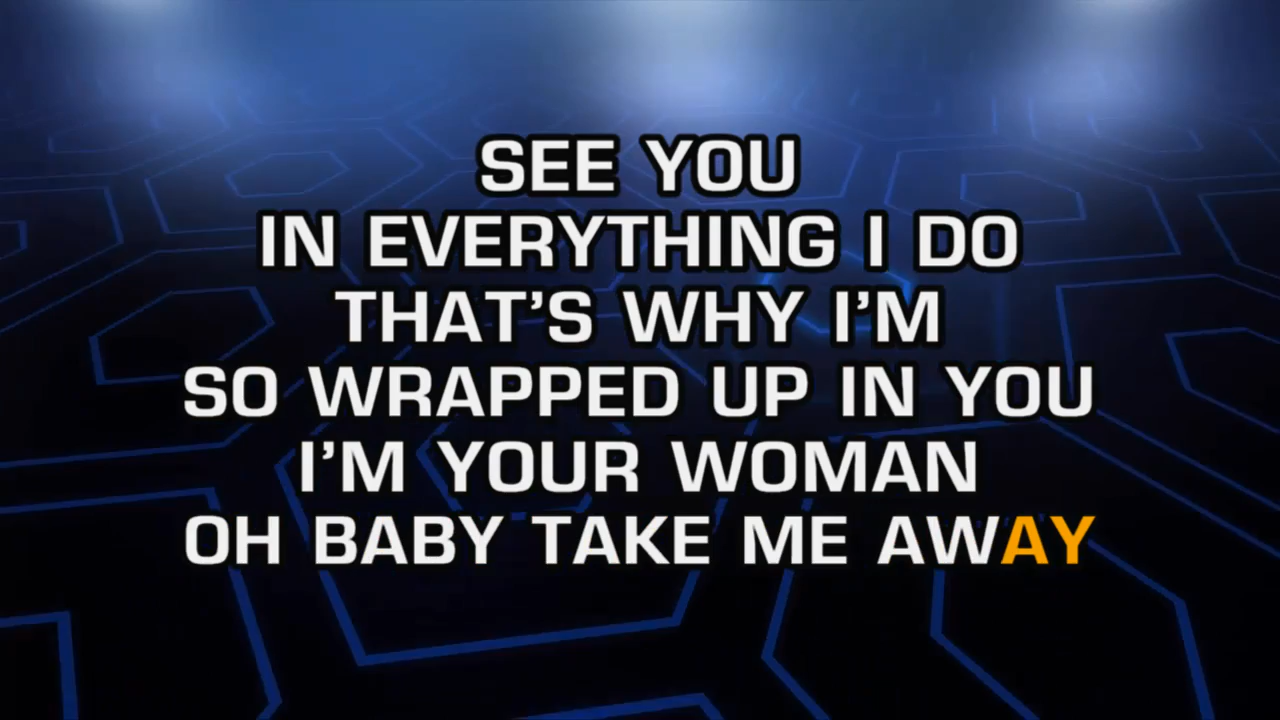 SEE YOU
IN EVERYTHING I DO
THAT'S WHY I'M
SO WRAPPED UP IN YOU
I'M YOUR WOMAN
OH BABY TAKE ME AWAY